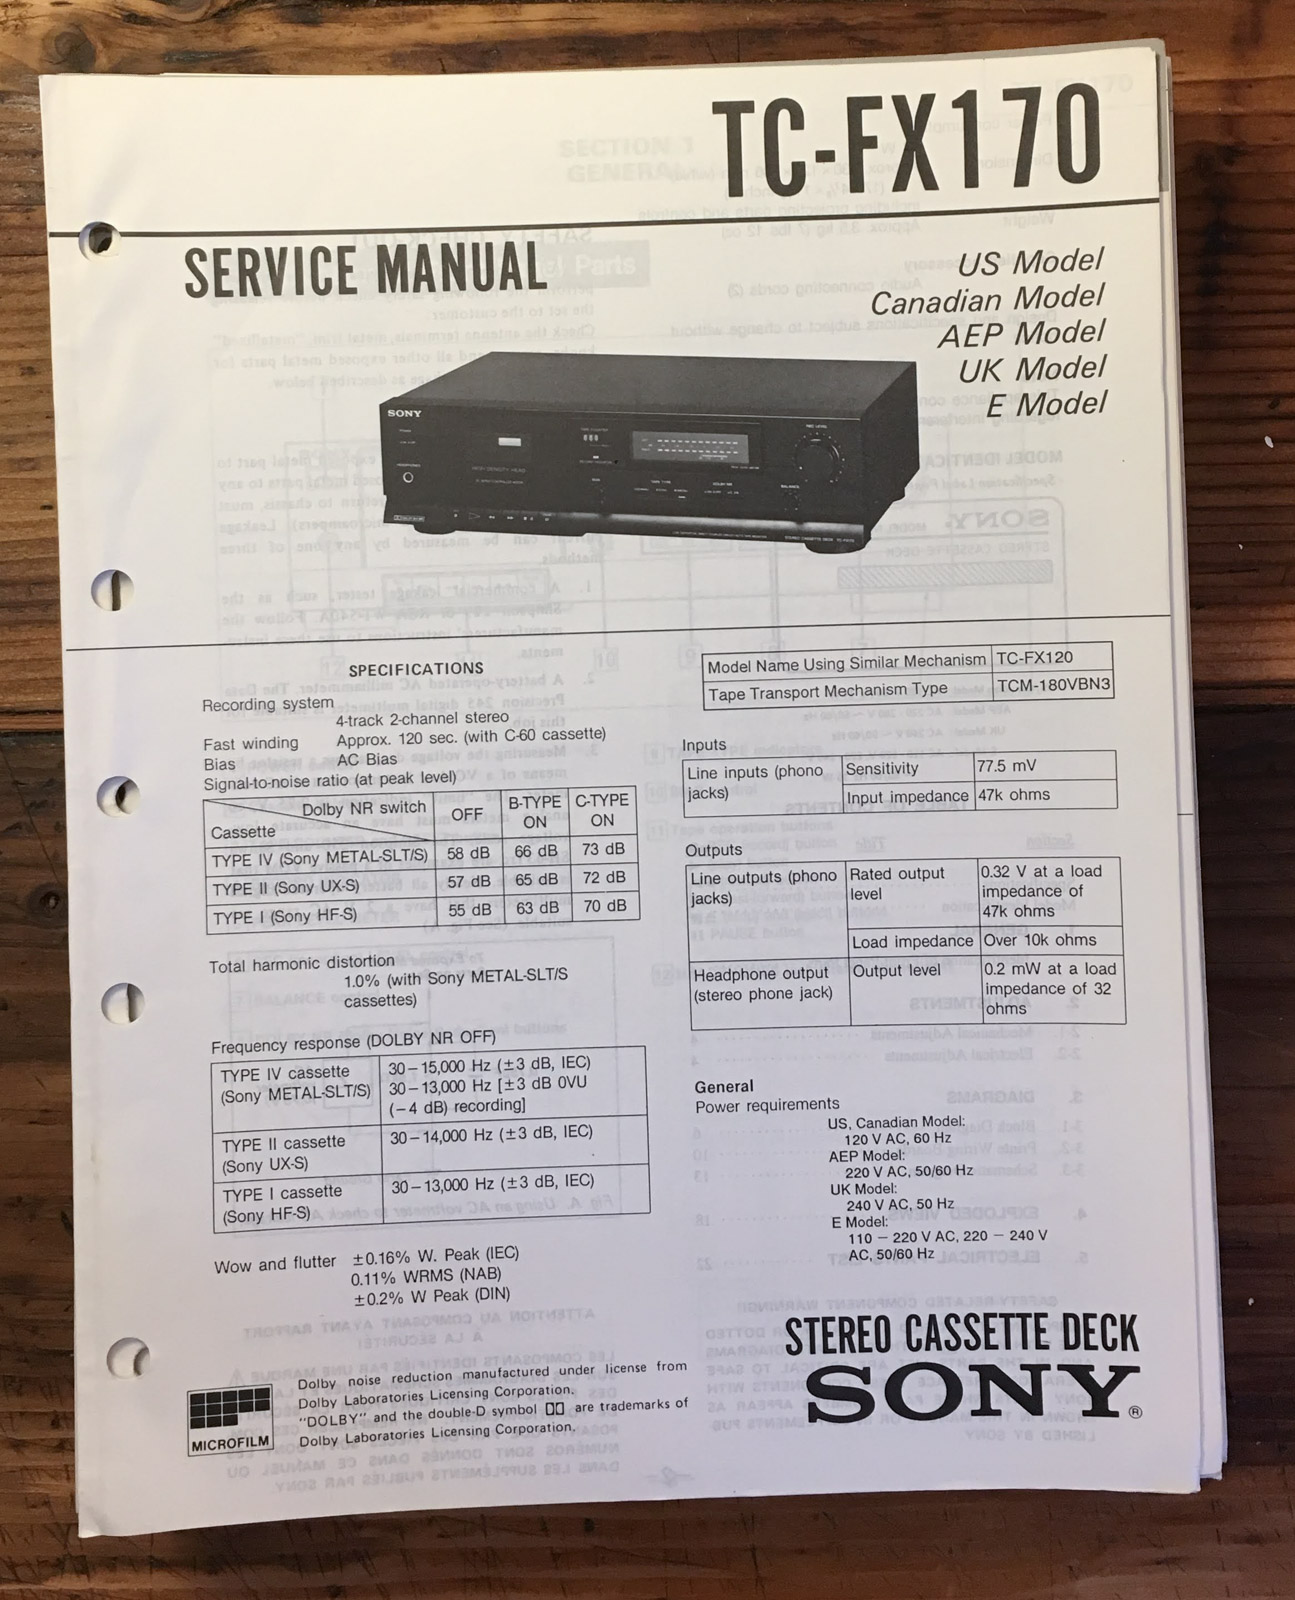 TC-FX170
SERVICE MANUAL
US Model
Canadian Model
AEP Model
UK Model
E Model
SONY
SPECIFICATIONS
Recording system
4-track 2-channel stereo
Fast winding Approx. 120 sec. (with C-60 cassette)
Bias AC Bias
Signal-to-noise ratio (at peak level)
Dolby NR switch OFF B-TYPE ON C-TYPE ON
Cassette
TYPE IV (Sony METAL-SLT/S) 58 dB 66 dB 73 dB
TYPE II (Sony UX-S) 57 dB 65 dB 72 dB
TYPE I (Sony HF-S) 55 dB 63 dB 70 dB
Total harmonic distortion
1.0% (with Sony METAL-SLT/S
cassettes)
Frequency response (DOLBY NR OFF)
TYPE IV cassette 30–15,000 Hz (±3 dB, IEC)
(Sony METAL-SLT/S) 30–13,000 Hz [±3 dB 0VU
(–4 dB) recording]
TYPE II cassette 30–14,000 Hz (±3 dB, IEC)
(Sony UX-S)
TYPE I cassette 30–13,000 Hz (±3 dB, IEC)
(Sony HF-S)
Wow and flutter ±0.16% W. Peak (IEC)
0.11% WRMS (NAB)
±0.2% W Peak (DIN)
Model Name Using Similar Mechanism TC-FX120
Tape Transport Mechanism Type TCM-180VBN3
Inputs
Line inputs (phono jacks) Sensitivity 77.5 mV
Input impedance 47k ohms
Outputs
Line outputs (phono jacks) Rated output level 0.32 V at a load impedance of 47k ohms
Load impedance Over 10k ohms
Headphone output (stereo phone jack) Output level 0.2 mW at a load impedance of 32 ohms
General
Power requirements
US, Canadian Model:
120 V AC, 60 Hz
AEP Model:
220 V AC, 50/60 Hz
UK Model:
240 V AC, 50 Hz
E Model:
110 – 220 V AC, 220 – 240 V
AC, 50/60 Hz
MICROFILM
Dolby noise reduction manufactured under license from
Dolby Laboratories Licensing Corporation.
"DOLBY" and the double-D symbol are trademarks of
Dolby Laboratories Licensing Corporation.
STEREO CASSETTE DECK
SONY®